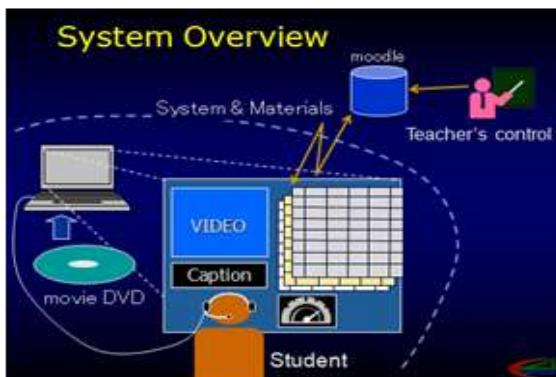 System Overview
moodle
System & Materials
Teacher's control
VIDEO
Caption
movie DVD
Student